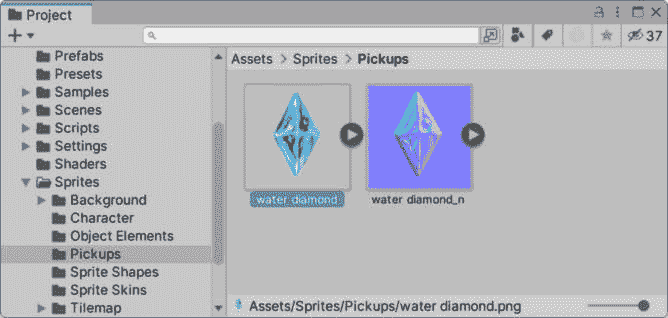 Project
37
Prefabs
Presets
Samples
Scenes
Scripts
Settings
Shaders
Sprites
Background
Character
Object Elements
Pickups
Sprite Shapes
Sprite Skins
Tilemap
Assets > Sprites > Pickups
water diamond
water diamond_n
Assets/Sprites/Pickups/water diamond.png